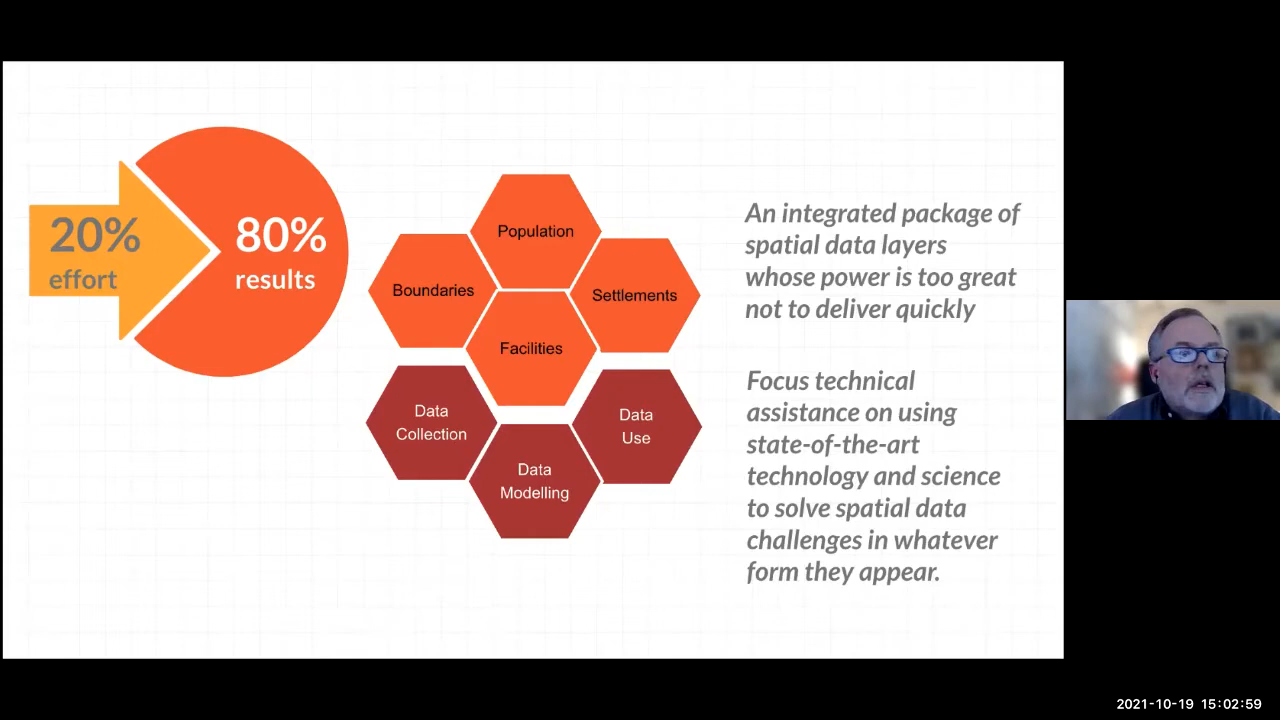 20%
effort
80%
results
Population
Boundaries
Settlements
Facilities
Data
Collection
Data
Modelling
Data
Use
An integrated package of
spatial data layers
whose power is too great
not to deliver quickly
Focus technical
assistance on using
state-of-the-art
technology and science
to solve spatial data
challenges in whatever
form they appear.
2021-10-19 15:02:59